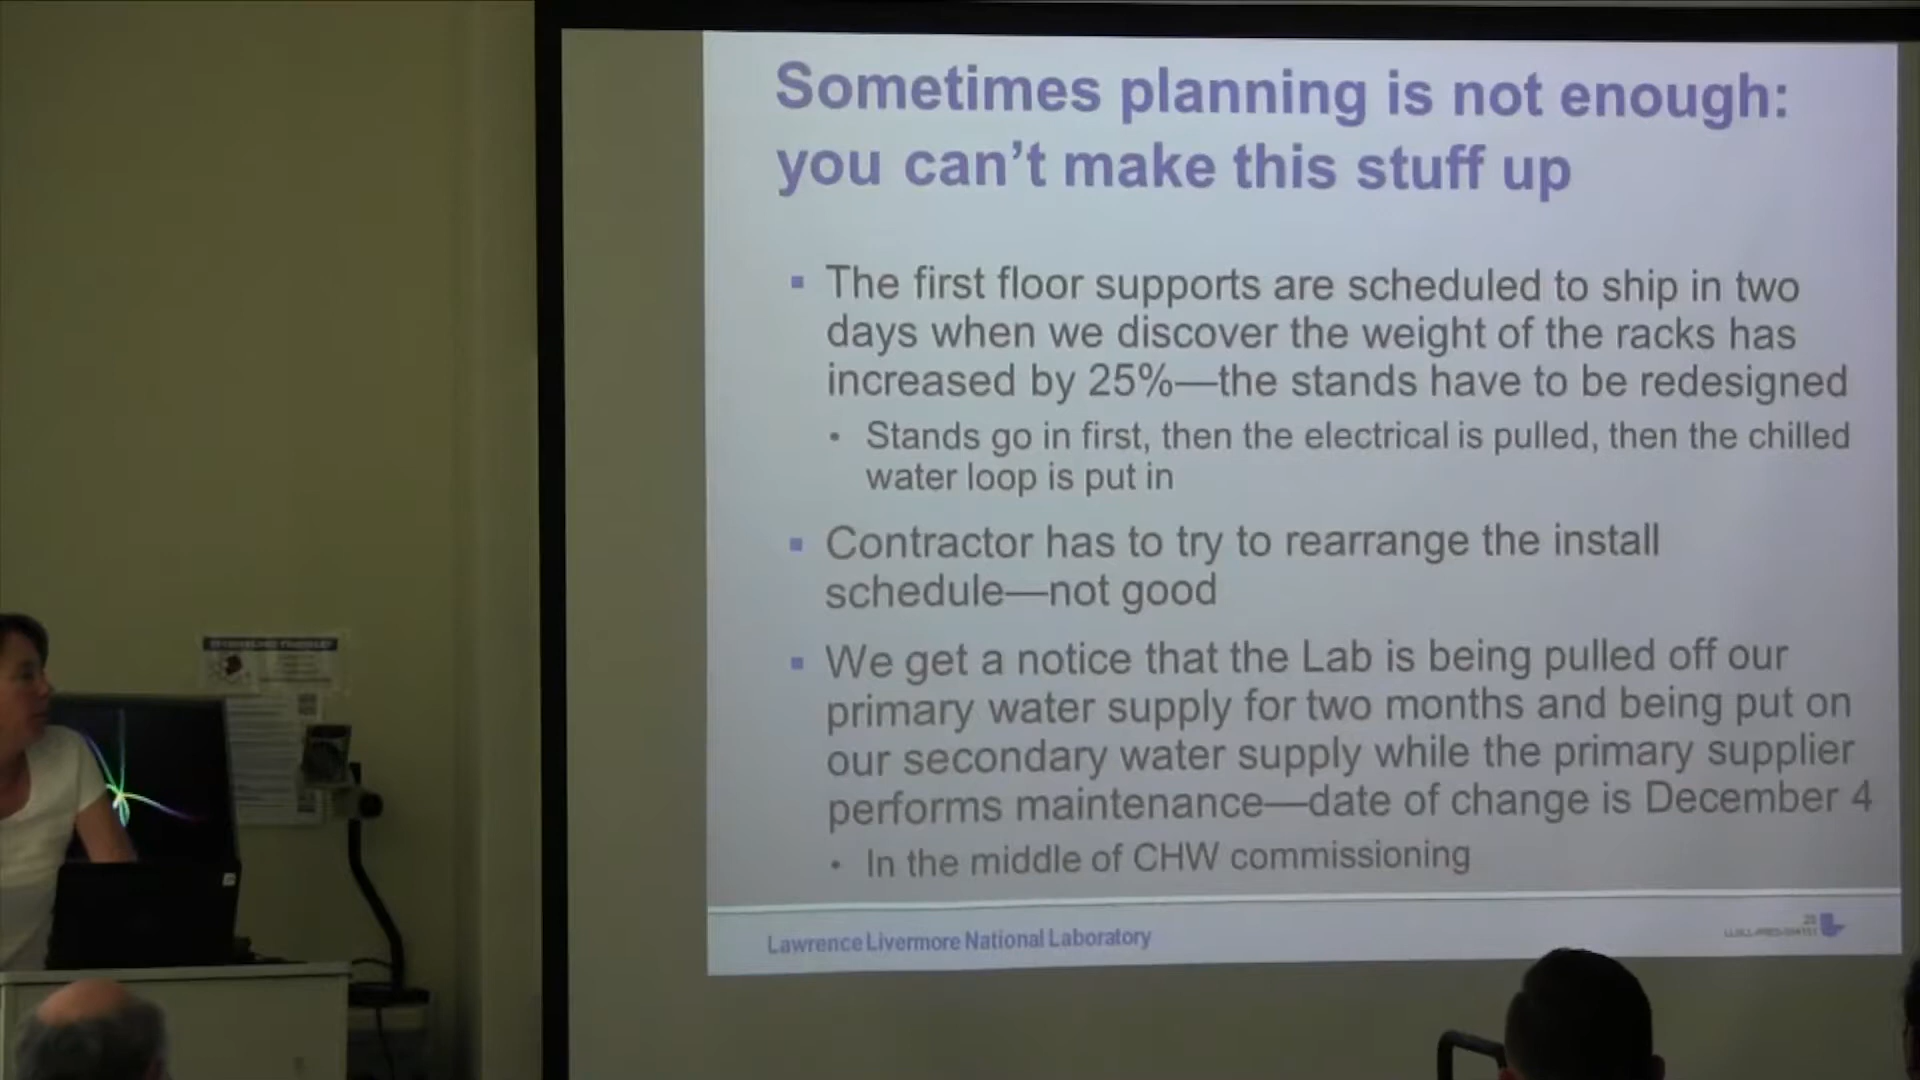 Sometimes planning is not enough:
you can't make this stuff up
▪ The first floor supports are scheduled to ship in two
days when we discover the weight of the racks has
increased by 25%—the stands have to be redesigned
• Stands go in first, then the electrical is pulled, then the chilled
water loop is put in
▪ Contractor has to try to rearrange the install
schedule—not good
▪ We get a notice that the Lab is being pulled off our
primary water supply for two months and being put on
our secondary water supply while the primary supplier
performs maintenance—date of change is December 4
• In the middle of CHW commissioning
Lawrence Livermore National Laboratory